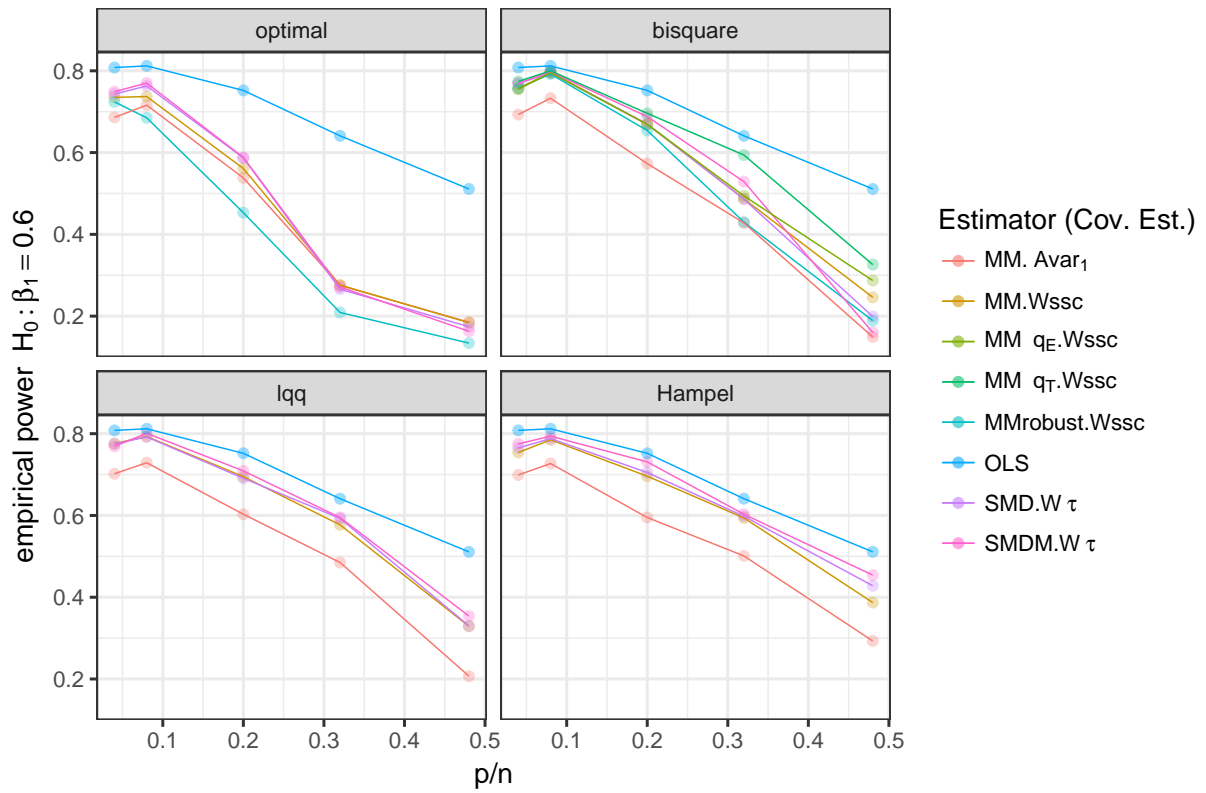 optimal
bisquare
0.8
0.6
0.4
0.2
lqq
Hampel
0.8
0.6
0.4
0.2
0.1 0.2 0.3 0.4 0.5
0.1 0.2 0.3 0.4 0.5
p/n
empirical power H₀ : β₁ = 0.6
Estimator (Cov. Est.)
MM. Avar₁
MM.Wssc
MM q_E.Wssc
MM q_T.Wssc
MMrobust.Wssc
OLS
SMD.W τ
SMDM.W τ